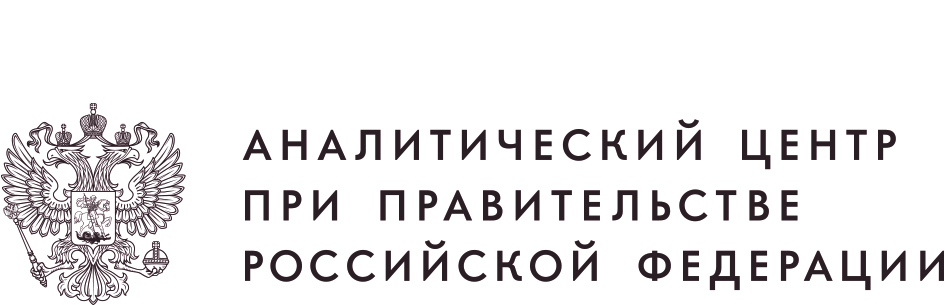 АНАЛИТИЧЕСКИЙ ЦЕНТР
ПРИ ПРАВИТЕЛЬСТВЕ
РОССИЙСКОЙ ФЕДЕРАЦИИ